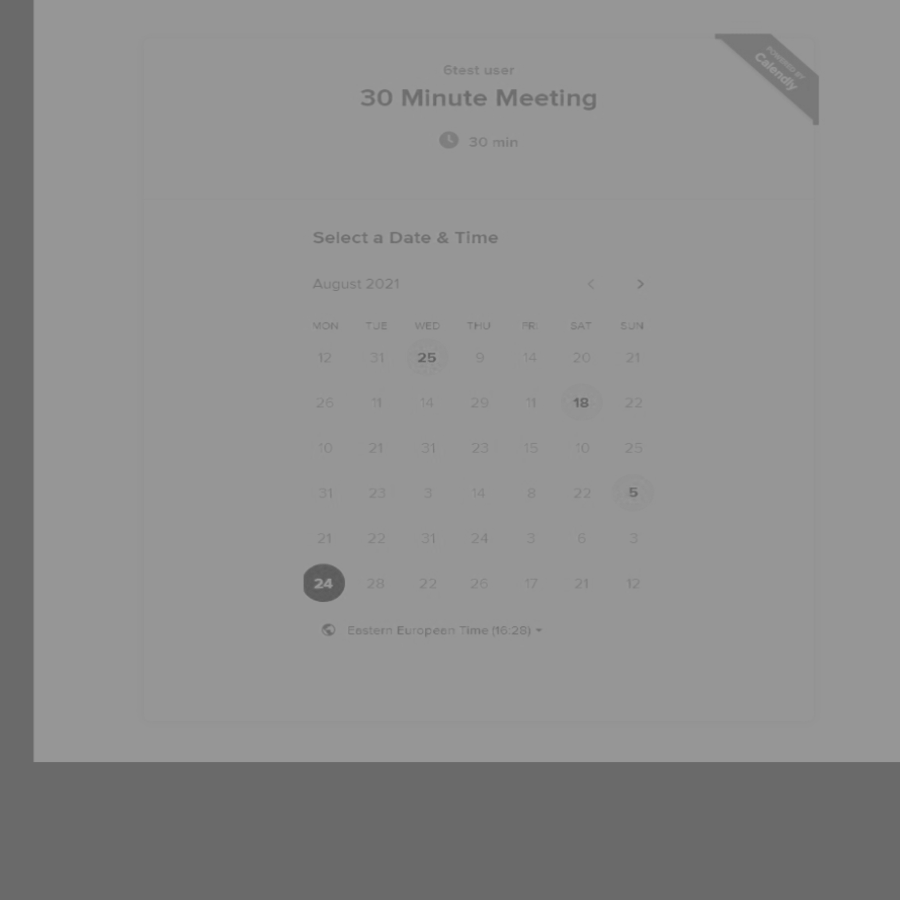 POWERED BY
Calendly
6test user
30 Minute Meeting
30 min
Select a Date & Time
August 2021
MON TUE WED THU FRI SAT SUN
12 31 25 9 14 20 21
26 11 14 29 11 18 22
10 21 31 23 15 10 25
31 23 3 14 8 22 5
21 22 31 24 3 6 3
24 28 22 26 17 21 12
Eastern European Time (16:28)